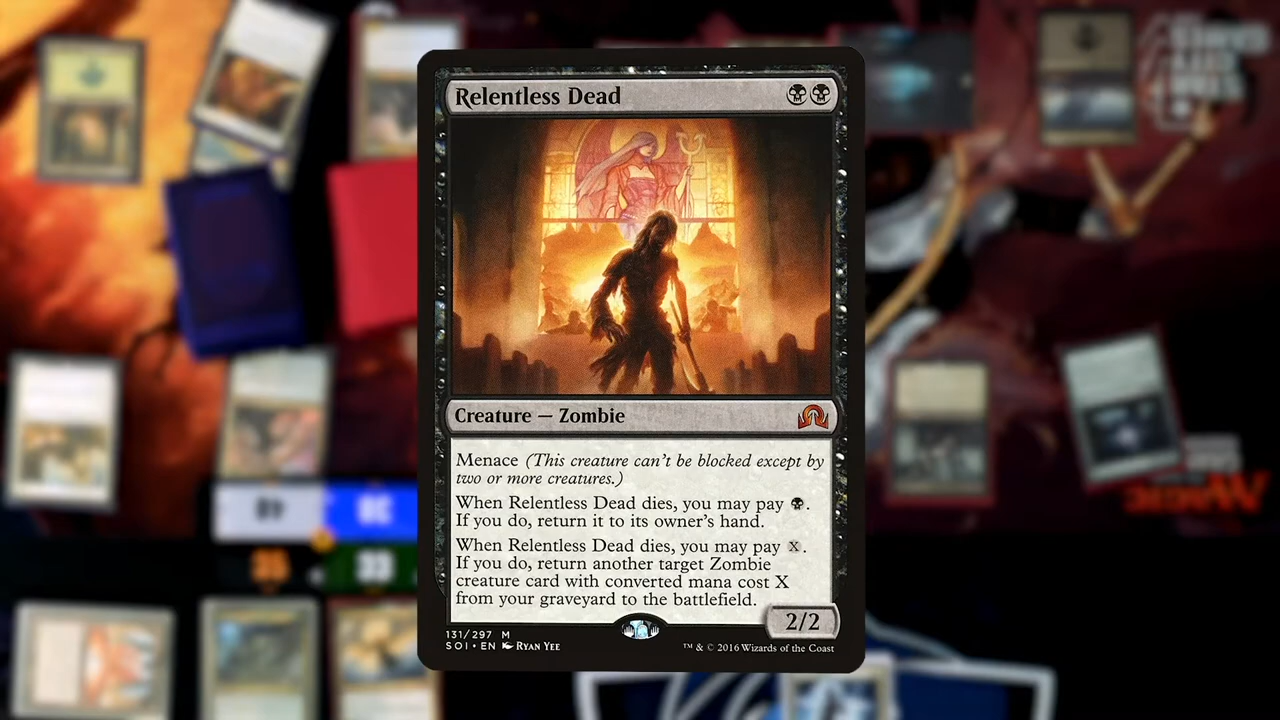 Relentless Dead
Creature — Zombie
Menace (This creature can't be blocked except by
two or more creatures.)
When Relentless Dead dies, you may pay .
If you do, return it to its owner's hand.
When Relentless Dead dies, you may pay X.
If you do, return another target Zombie
creature card with converted mana cost X
from your graveyard to the battlefield.
2/2
131/297 M
SOI • EN Ryan Yee
™ & © 2016 Wizards of the Coast
33